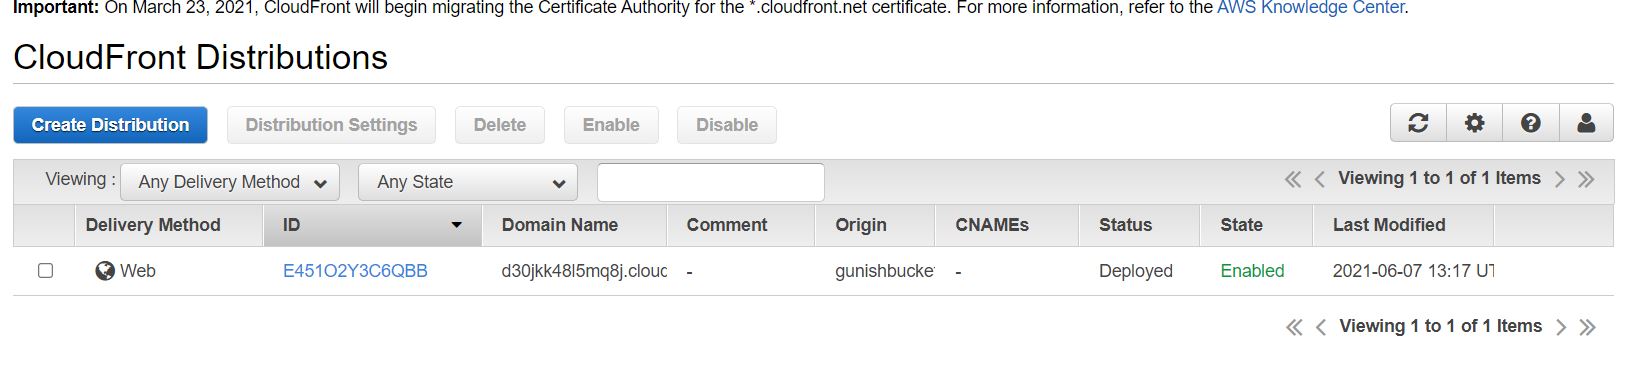 Important: On March 23, 2021, CloudFront will begin migrating the Certificate Authority for the *.cloudfront.net certificate. For more information, refer to the AWS Knowledge Center.
CloudFront Distributions
Create Distribution Distribution Settings Delete Enable Disable
Viewing : Any Delivery Method Any State Viewing 1 to 1 of 1 Items
Delivery Method ID Domain Name Comment Origin CNAMEs Status State Last Modified
Web E451O2Y3C6QBB d30jkk48l5mq8j.clouc - gunishbucke - Deployed Enabled 2021-06-07 13:17 UT
Viewing 1 to 1 of 1 Items